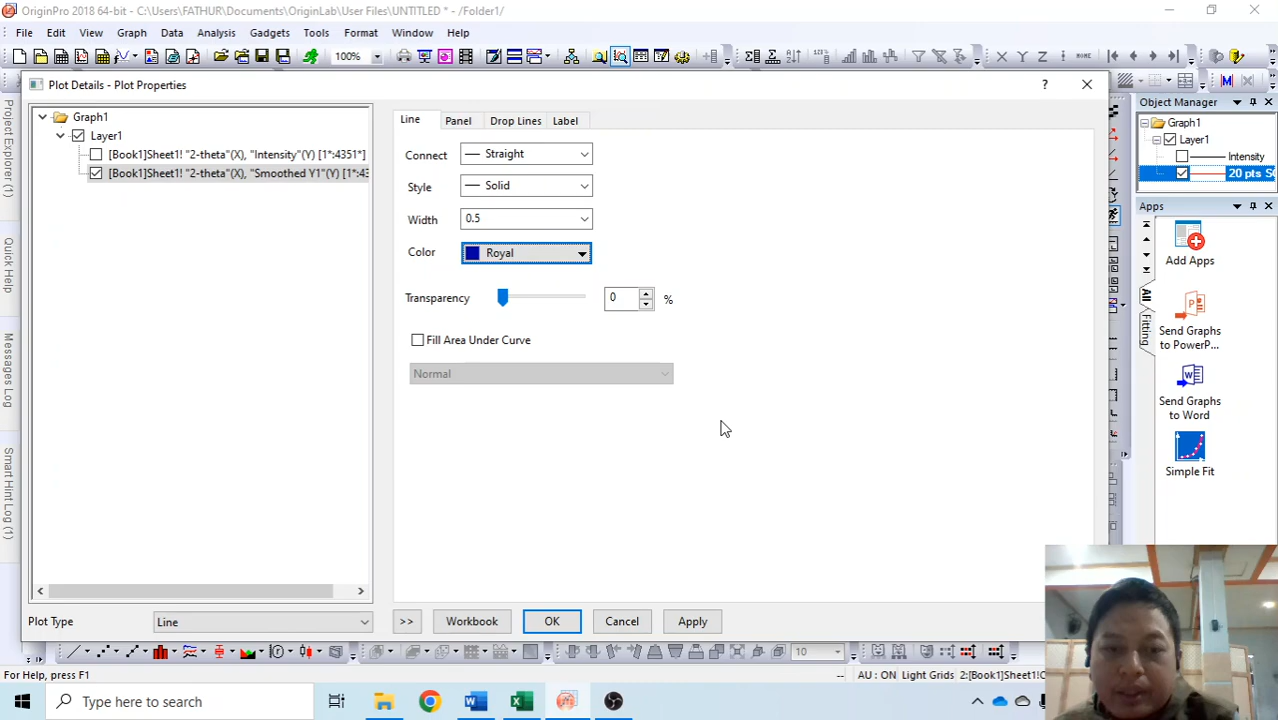 OriginPro 2018 64-bit - C:\Users\FATHUR\Documents\OriginLab\User Files\UNTITLED * - /Folder1/
File Edit View Graph Data Analysis Gadgets Tools Format Window Help
100%
Plot Details - Plot Properties
Graph1
Layer1
[Book1]Sheet1! "2-theta"(X), "Intensity"(Y) [1*:4351*]
[Book1]Sheet1! "2-theta"(X), "Smoothed Y1"(Y) [1*:43
Line Panel Drop Lines Label
Connect Straight
Style Solid
Width 0.5
Color Royal
Transparency 0 %
Fill Area Under Curve
Normal
Plot Type Line
>> Workbook OK Cancel Apply
Project Explorer (1)
Quick Help
Messages Log
Smart Hint Log (1)
Object Manager
Graph1
Layer1
Intensity
20 pts S
Apps
All
Fitting
Add Apps
Send Graphs
to PowerP...
Send Graphs
to Word
Simple Fit
10
For Help, press F1
-- AU : ON Light Grids 2:[Book1]Sheet1!
Type here to search